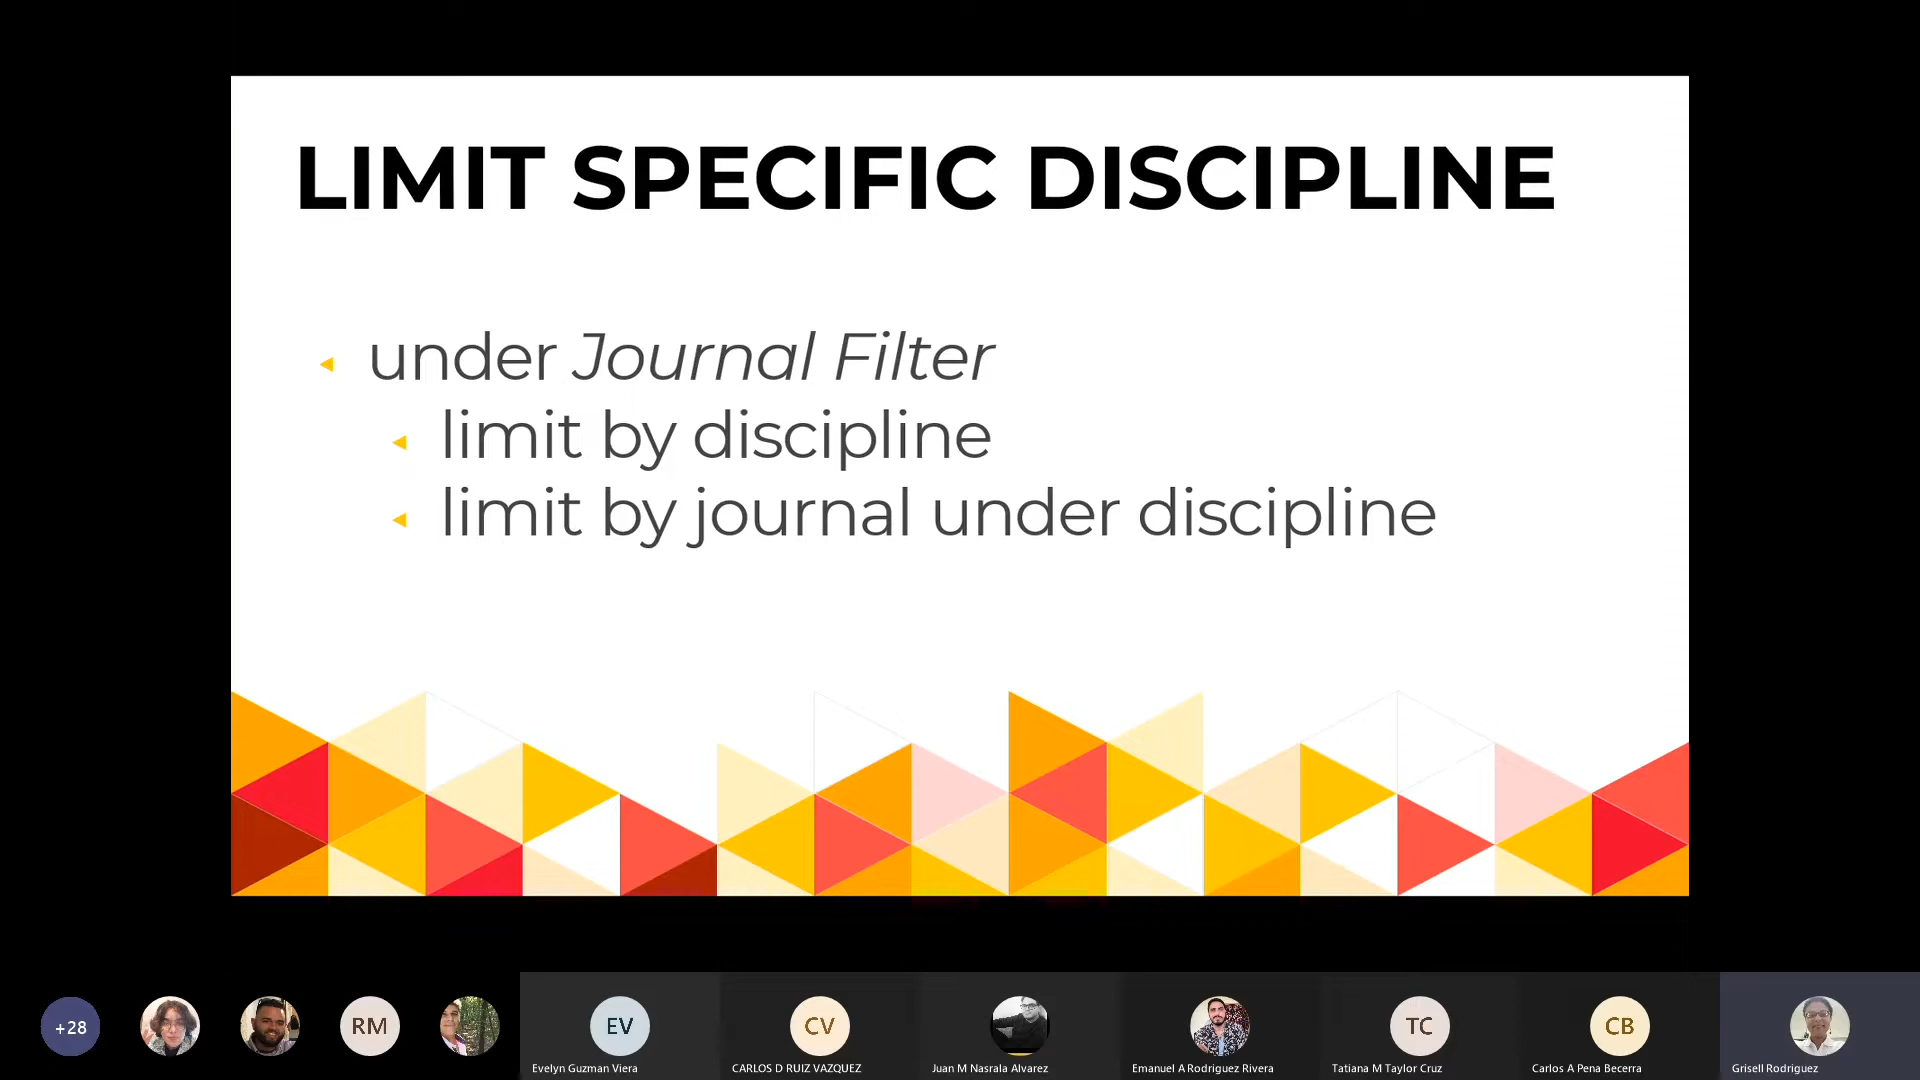 LIMIT SPECIFIC DISCIPLINE
under Journal Filter
limit by discipline
limit by journal under discipline
+28
RM
EV
CV
TC
CB
Evelyn Guzman Viera
CARLOS D RUIZ VAZQUEZ
Juan M Nasrala Alvarez
Emanuel A Rodriguez Rivera
Tatiana M Taylor Cruz
Carlos A Pena Becerra
Grisell Rodriguez